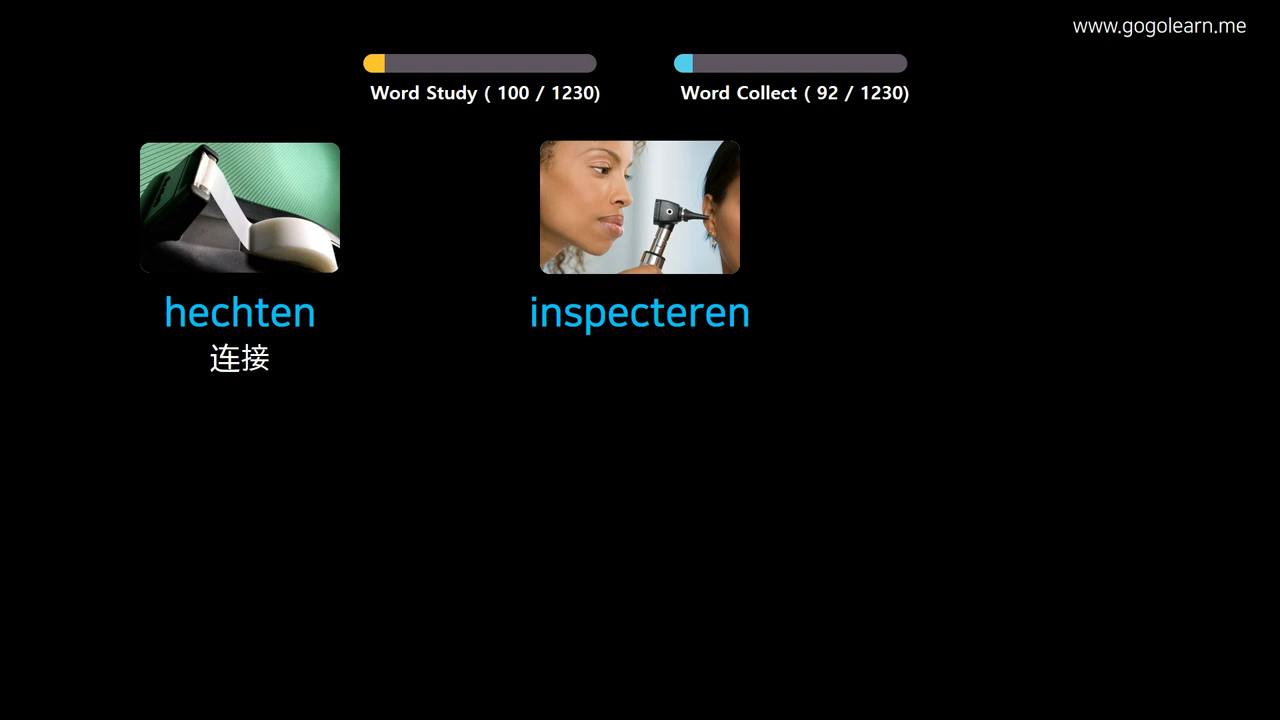 www.gogolearn.me
Word Study ( 100 / 1230)
Word Collect ( 92 / 1230)
hechten
inspecteren
连接